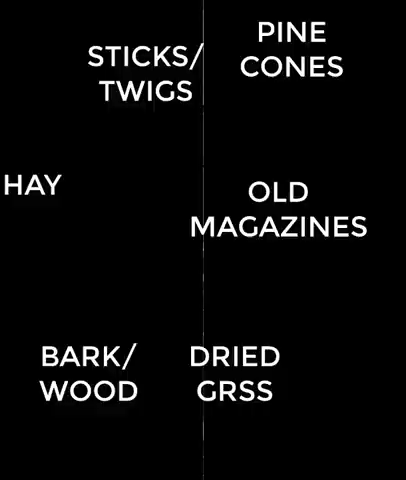 STICKS/
TWIGS
PINE
CONES
HAY
OLD
MAGAZINES
BARK/
WOOD
DRIED
GRSS